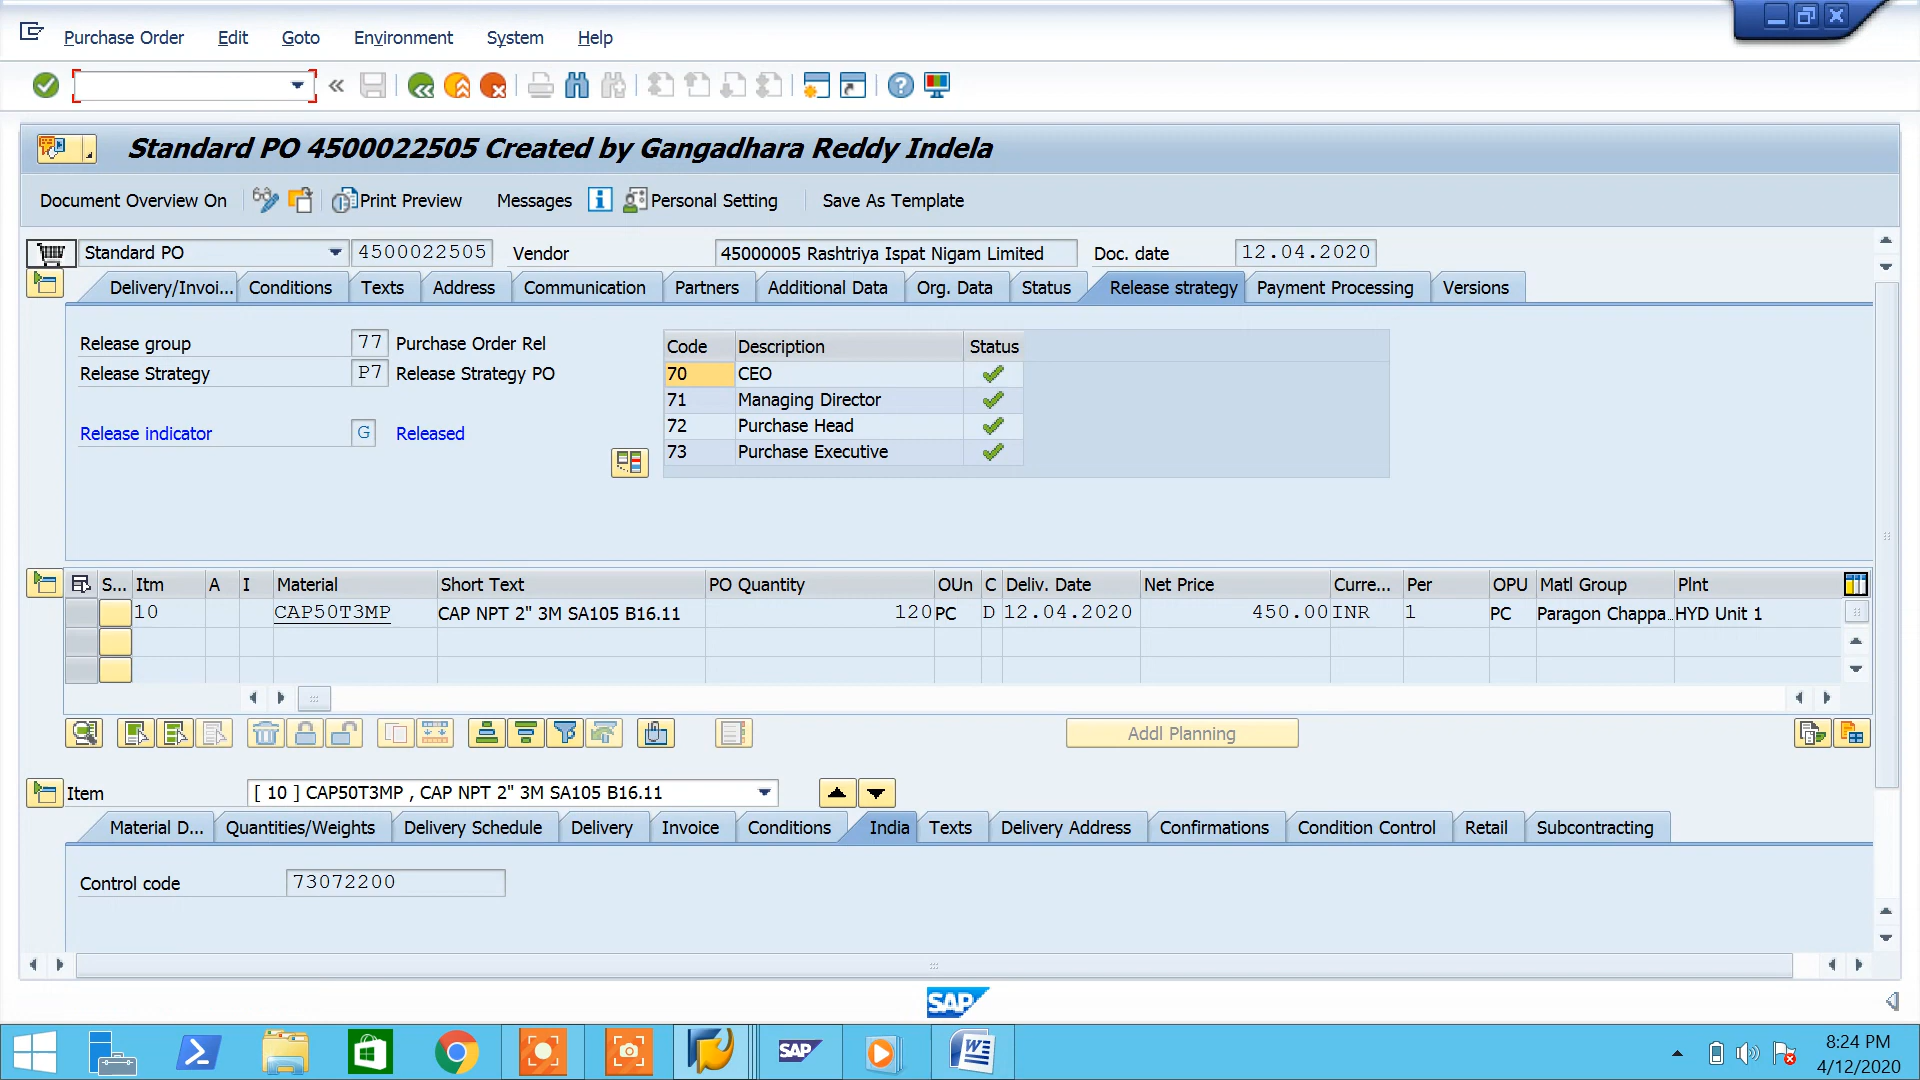 Purchase Order Edit Goto Environment System Help
Standard PO 4500022505 Created by Gangadhara Reddy Indela
Document Overview On Print Preview Messages Personal Setting Save As Template
Standard PO 4500022505 Vendor 45000005 Rashtriya Ispat Nigam Limited Doc. date 12.04.2020
Delivery/Invoi... Conditions Texts Address Communication Partners Additional Data Org. Data Status Release strategy Payment Processing Versions
Release group 77 Purchase Order Rel
Release Strategy P7 Release Strategy PO
Release indicator G Released
Code Description Status
70 CEO
71 Managing Director
72 Purchase Head
73 Purchase Executive
S... Itm A I Material Short Text PO Quantity OUn C Deliv. Date Net Price Curre... Per OPU Matl Group Plnt
10 CAP50T3MP CAP NPT 2" 3M SA105 B16.11 120 PC D 12.04.2020 450.00 INR 1 PC Paragon Chappa... HYD Unit 1
Addl Planning
Item [ 10 ] CAP50T3MP , CAP NPT 2" 3M SA105 B16.11
Material D... Quantities/Weights Delivery Schedule Delivery Invoice Conditions India Texts Delivery Address Confirmations Condition Control Retail Subcontracting
Control code 73072200
SAP
SAP
8:24 PM
4/12/2020